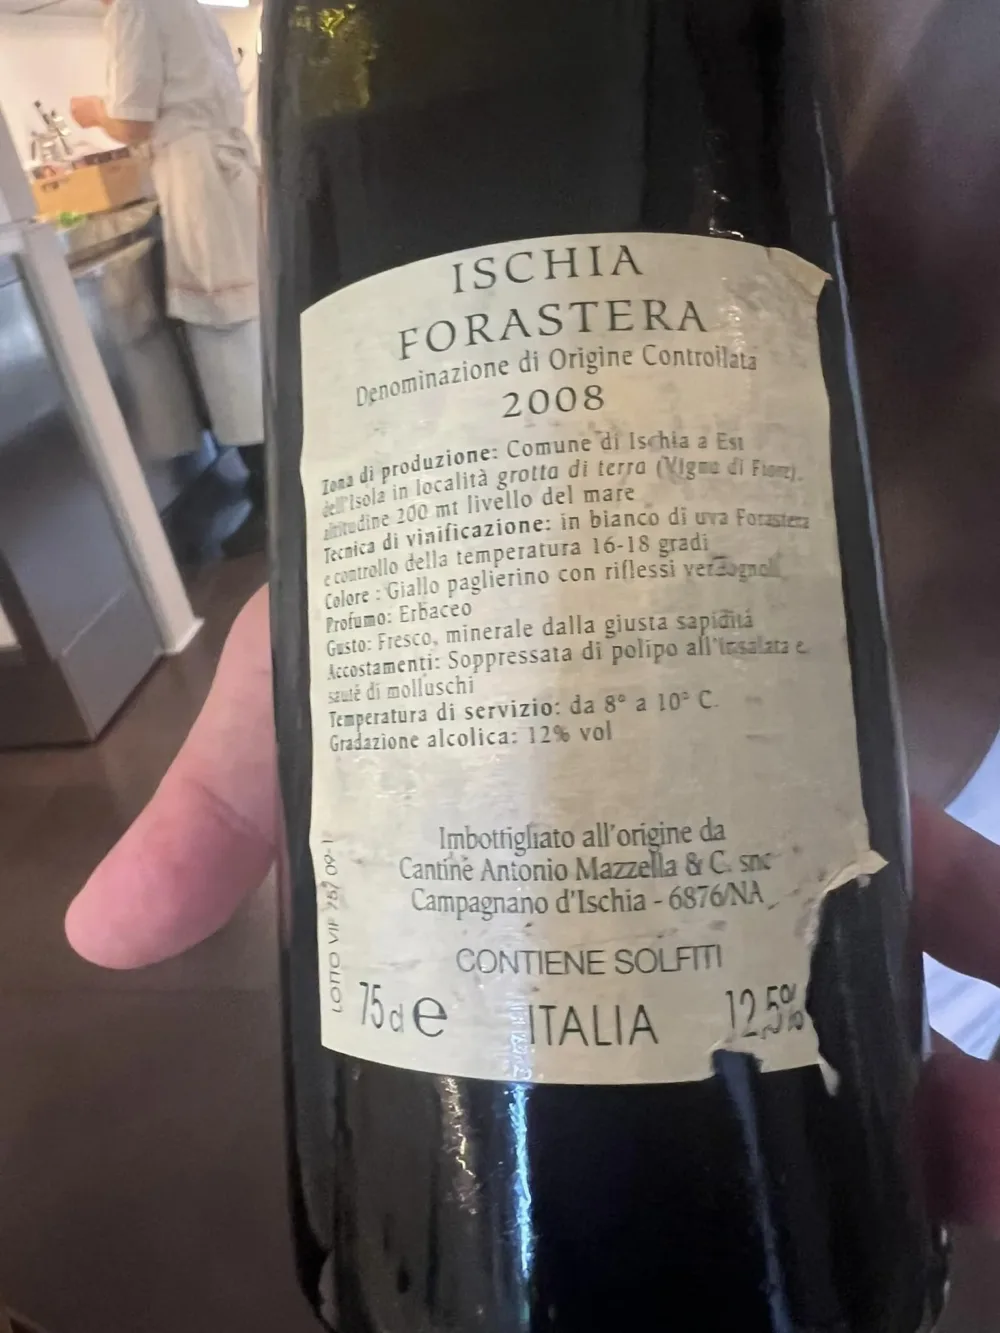 ISCHIA
FORASTERA
Denominazione di Origine Controllata
2008
Zona di produzione: Comune di Ischia a Est
dell'Isola in località grotta di terra (Vigna di Fiore),
altitudine 200 mt livello del mare
Tecnica di vinificazione: in bianco di uva Forastera
e controllo della temperatura 16-18 gradi
Colore : Giallo paglierino con riflessi verdognoli
Profumo: Erbaceo
Gusto: Fresco, minerale dalla giusta sapidità
Accostamenti: Soppressata di polipo all'insalata e
sauté di molluschi
Temperatura di servizio: da 8° a 10° C.
Gradazione alcolica: 12% vol
Imbottigliato all'origine da
Cantine Antonio Mazzella & C. snc
Campagnano d'Ischia - 6876/NA
CONTIENE SOLFITI
75cl e ITALIA 12,5%
LOTTO VIF